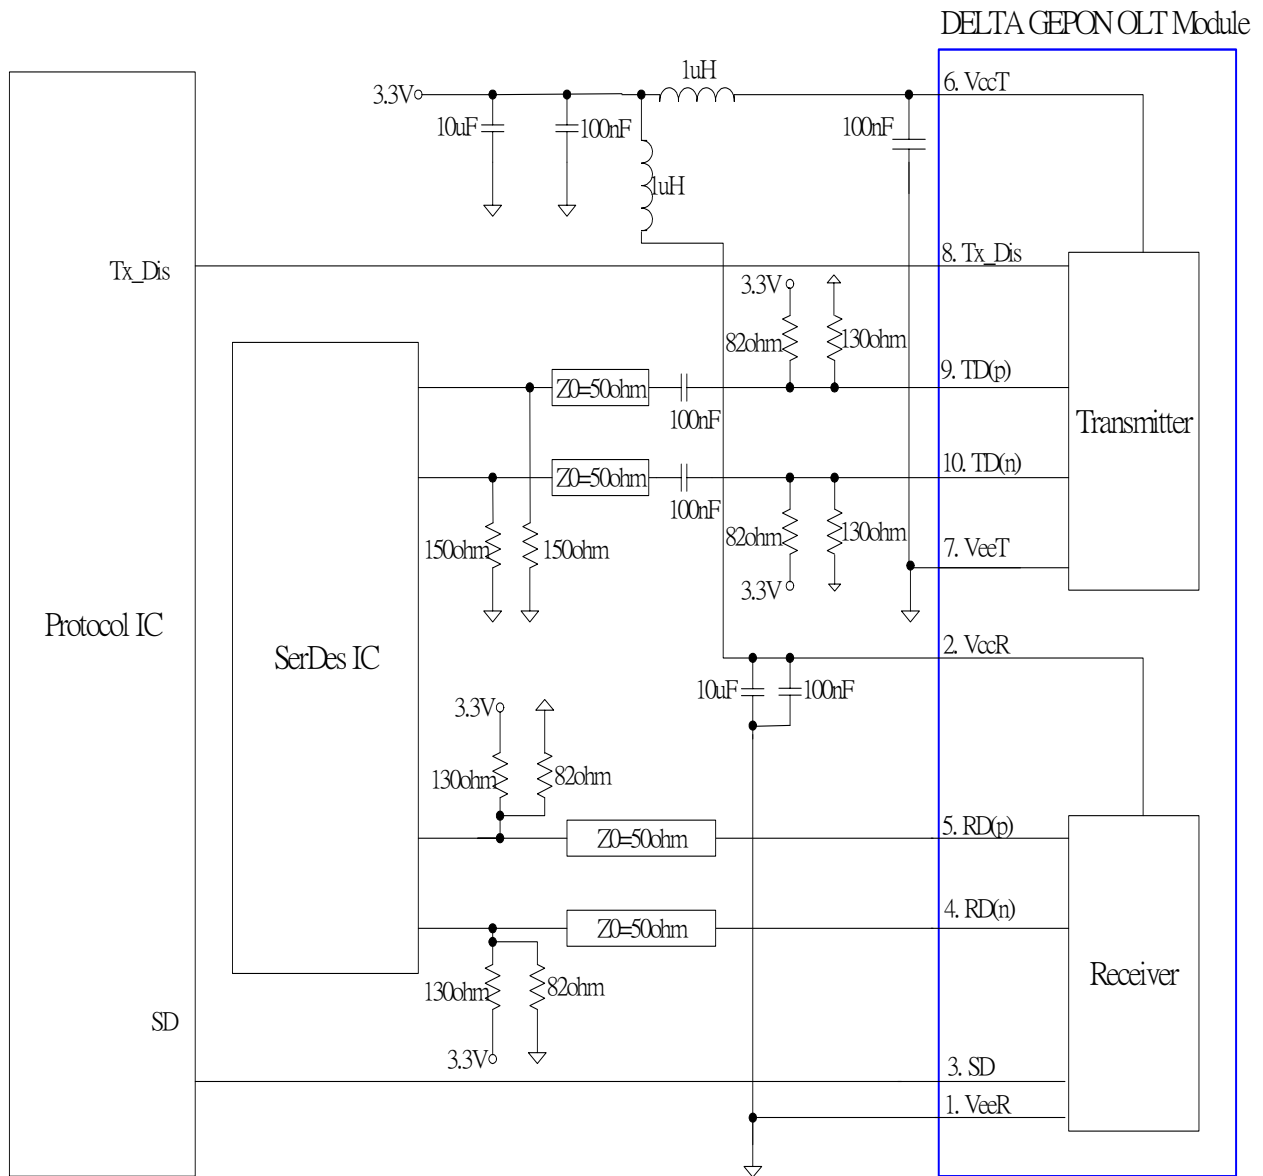 DELTA GEPON OLT Module
1uH
6. VccT
3.3V
10uF
100nF
100nF
1uH
Tx_Dis
8. Tx_Dis
3.3V
82ohm
130ohm
Z0=50ohm
9. TD(p)
100nF
Transmitter
Z0=50ohm
10. TD(n)
100nF
150ohm
150ohm
82ohm
130ohm
7. VeeT
3.3V
Protocol IC
SerDes IC
2. VccR
10uF
100nF
3.3V
130ohm
82ohm
Z0=50ohm
5. RD(p)
Z0=50ohm
4. RD(n)
130ohm
82ohm
Receiver
SD
3.3V
3. SD
1. VeeR